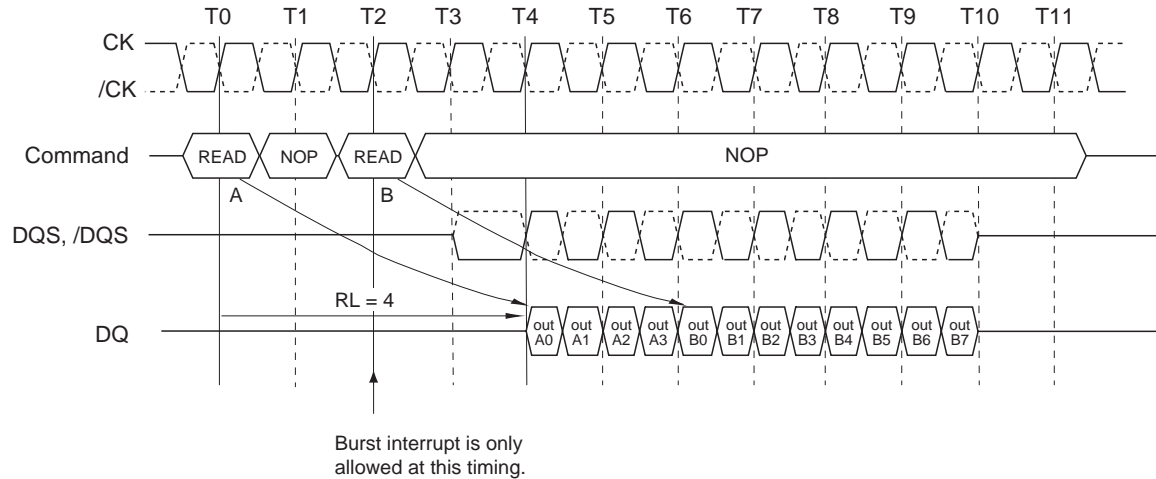 T0 T1 T2 T3 T4 T5 T6 T7 T8 T9 T10 T11
CK
/CK
Command READ NOP READ NOP
A B
DQS, /DQS
RL = 4
DQ
out A0 out A1 out A2 out A3 out B0 out B1 out B2 out B3 out B4 out B5 out B6 out B7
Burst interrupt is only
allowed at this timing.